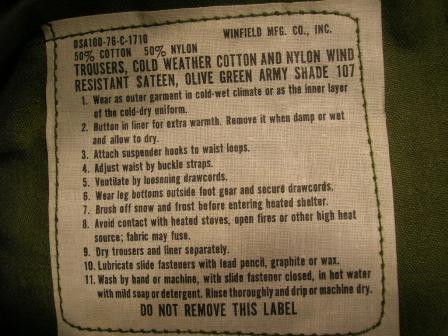 DSA100-76-C-1710 WINFIELD MFG. CO., INC.
50% COTTON 50% NYLON
TROUSERS, COLD WEATHER COTTON AND NYLON WIND
RESISTANT SATEEN, OLIVE GREEN ARMY SHADE 107
1. Wear as outer garment in cold-wet climate or as the inner layer
of the cold-dry uniform.
2. Button in liner for extra warmth. Remove it when damp or wet
and allow to dry.
3. Attach suspender hooks to waist loops.
4. Adjust waist by buckle straps.
5. Ventilate by loosening drawcords.
6. Wear leg bottoms outside foot gear and secure drawcords.
7. Brush off snow and frost before entering heated shelter.
8. Avoid contact with heated stoves, open fires or other high heat
source; fabric may fuse.
9. Dry trousers and liner separately.
10. Lubricate slide fasteners with lead pencil, graphite or wax.
11. Wash by hand or machine, with slide fastener closed, in hot water
with mild soap or detergent. Rinse thoroughly and drip or machine dry.
DO NOT REMOVE THIS LABEL